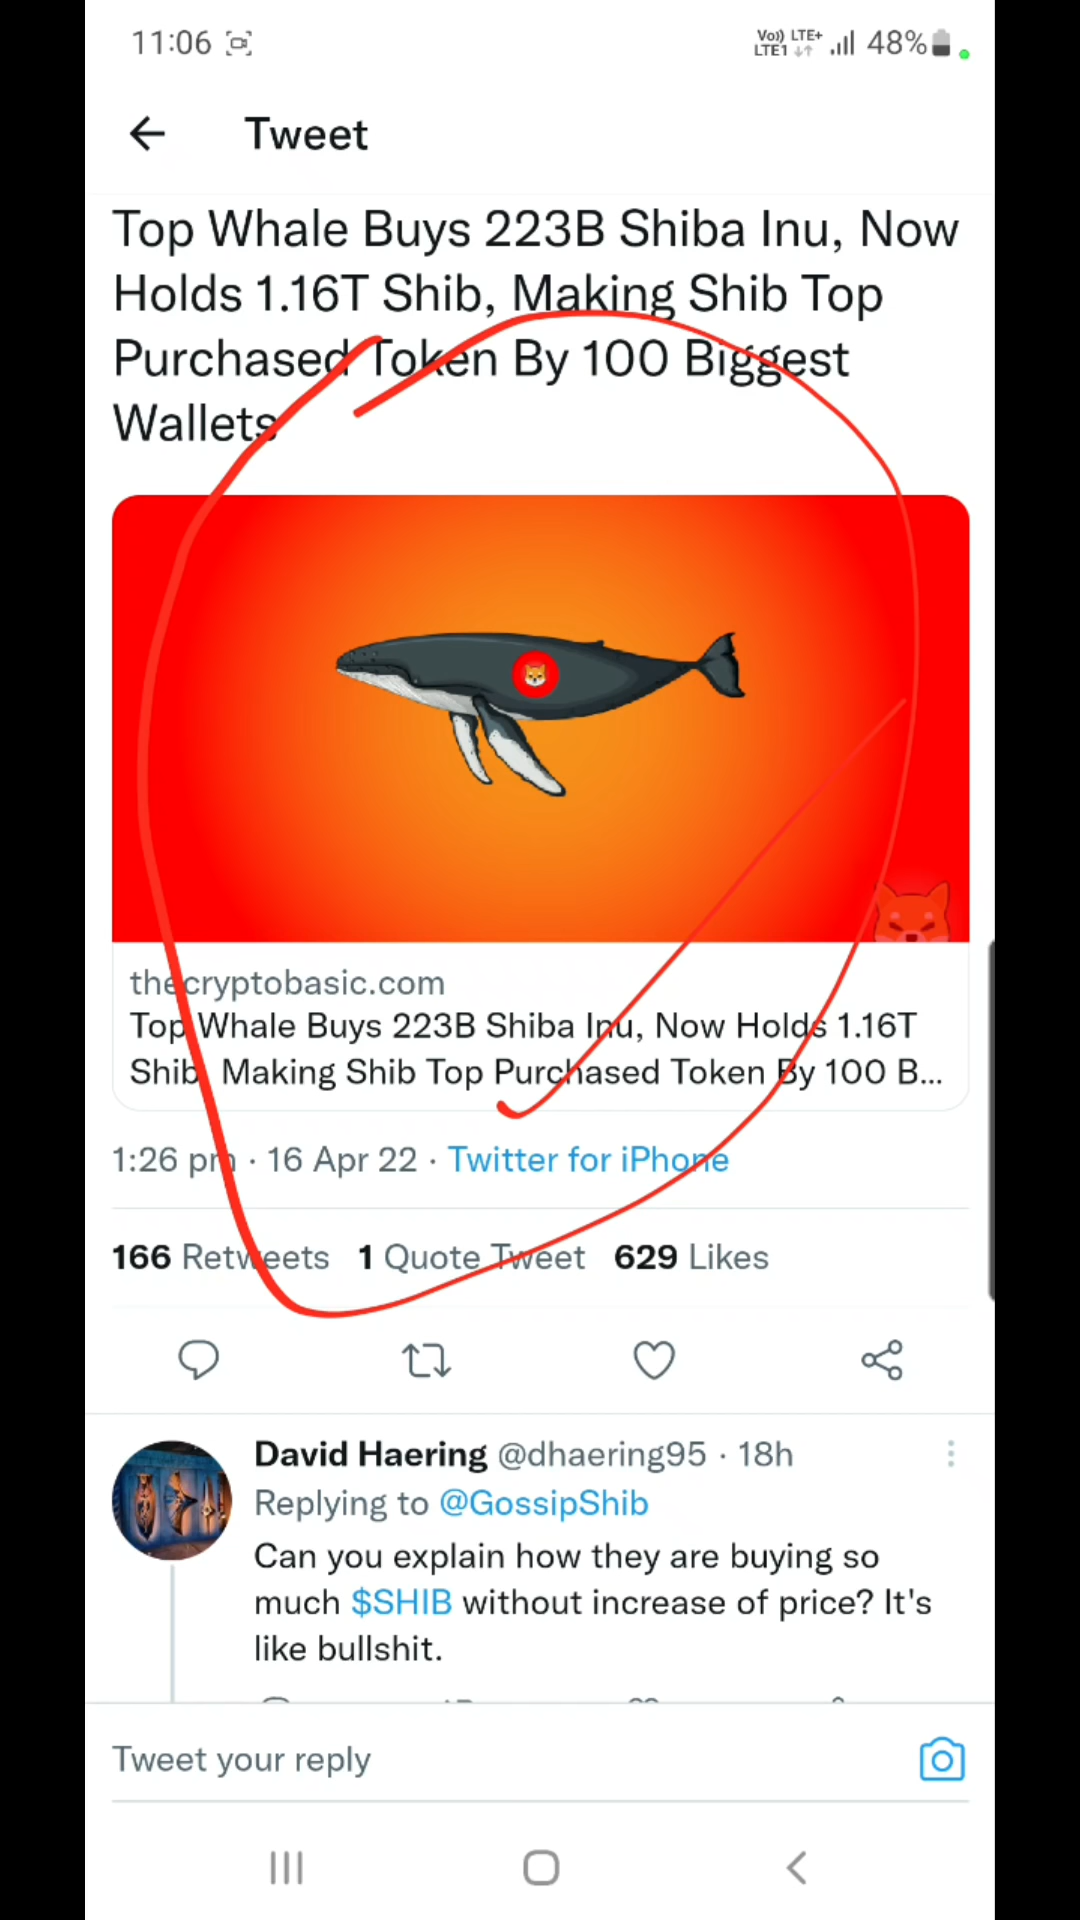 11:06
Vo)) LTE+
LTE1
48%
Tweet
Top Whale Buys 223B Shiba Inu, Now
Holds 1.16T Shib, Making Shib Top
Purchased Token By 100 Biggest
Wallets
thecryptobasic.com
Top Whale Buys 223B Shiba Inu, Now Holds 1.16T
Shib, Making Shib Top Purchased Token By 100 B...
1:26 pm · 16 Apr 22 · Twitter for iPhone
166 Retweets 1 Quote Tweet 629 Likes
David Haering @dhaering95 · 18h
Replying to @GossipShib
Can you explain how they are buying so
much $SHIB without increase of price? It's
like bullshit.
Tweet your reply